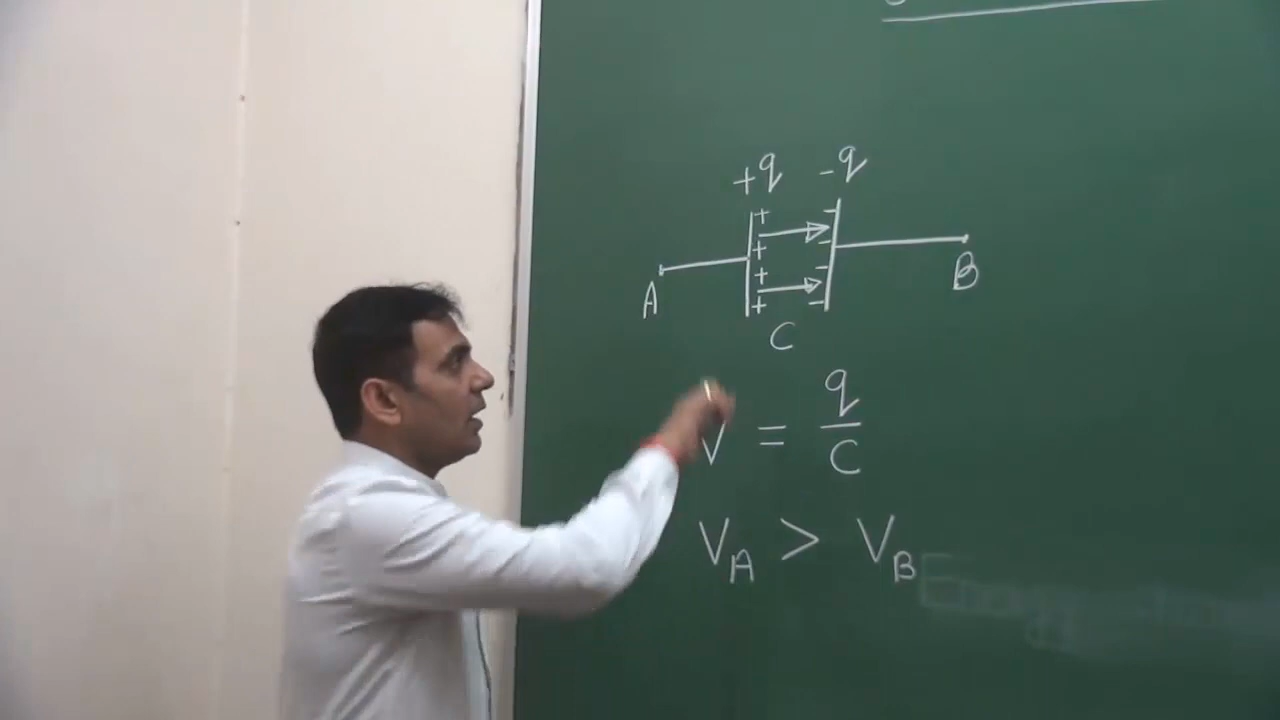 +q -q
+ -
+ -
+ -
+ -
A B
C
V = q/C
V_A > V_B